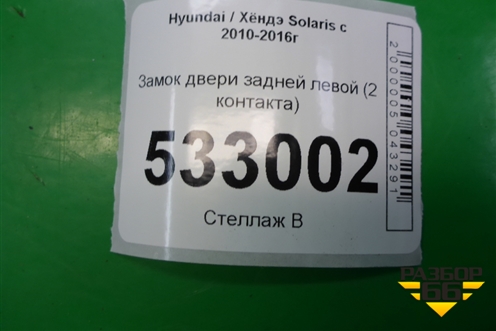 Hyundai / Хёндэ Solaris с
2010-2016г
Замок двери задней левой (2
контакта)
533002
Стеллаж В
2000005043291
РАЗБОР
66